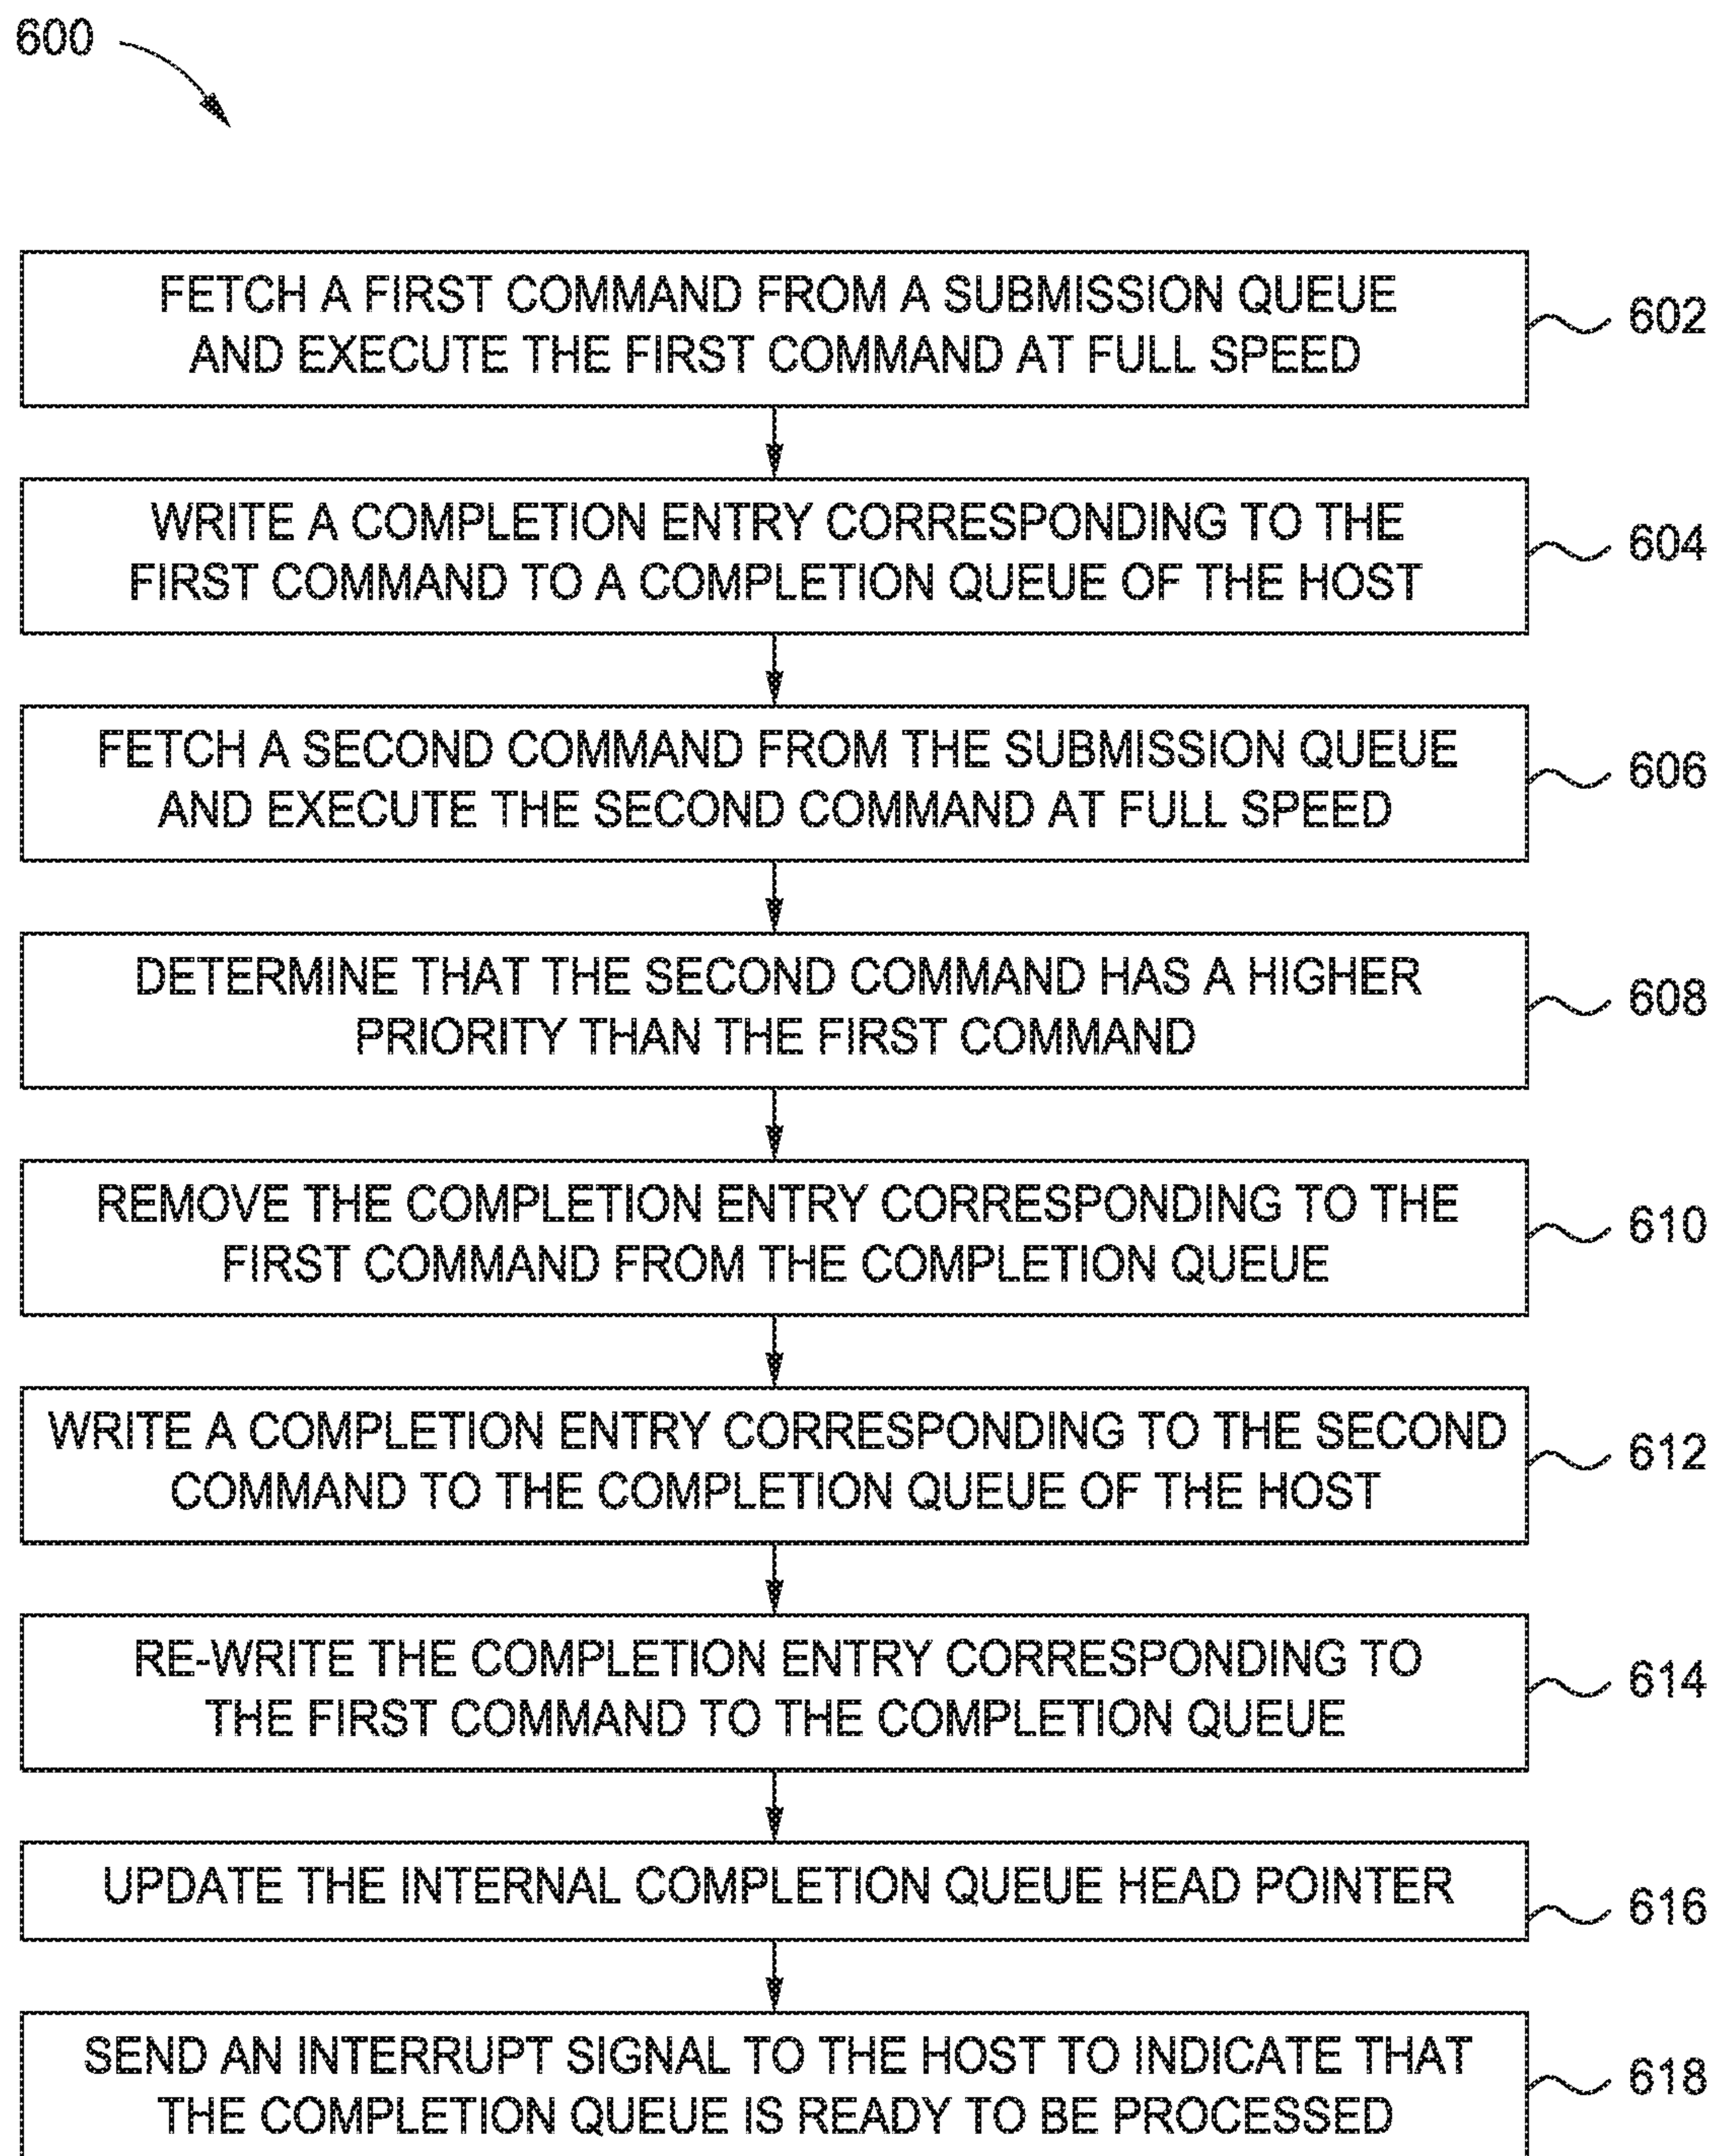 600
FETCH A FIRST COMMAND FROM A SUBMISSION QUEUE
AND EXECUTE THE FIRST COMMAND AT FULL SPEED
602
WRITE A COMPLETION ENTRY CORRESPONDING TO THE
FIRST COMMAND TO A COMPLETION QUEUE OF THE HOST
604
FETCH A SECOND COMMAND FROM THE SUBMISSION QUEUE
AND EXECUTE THE SECOND COMMAND AT FULL SPEED
606
DETERMINE THAT THE SECOND COMMAND HAS A HIGHER
PRIORITY THAN THE FIRST COMMAND
608
REMOVE THE COMPLETION ENTRY CORRESPONDING TO THE
FIRST COMMAND FROM THE COMPLETION QUEUE
610
WRITE A COMPLETION ENTRY CORRESPONDING TO THE SECOND
COMMAND TO THE COMPLETION QUEUE OF THE HOST
612
RE-WRITE THE COMPLETION ENTRY CORRESPONDING TO
THE FIRST COMMAND TO THE COMPLETION QUEUE
614
UPDATE THE INTERNAL COMPLETION QUEUE HEAD POINTER
616
SEND AN INTERRUPT SIGNAL TO THE HOST TO INDICATE THAT
THE COMPLETION QUEUE IS READY TO BE PROCESSED
618